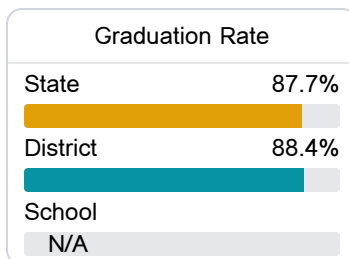 Graduation Rate
State 87.7%
District 88.4%
School
N/A